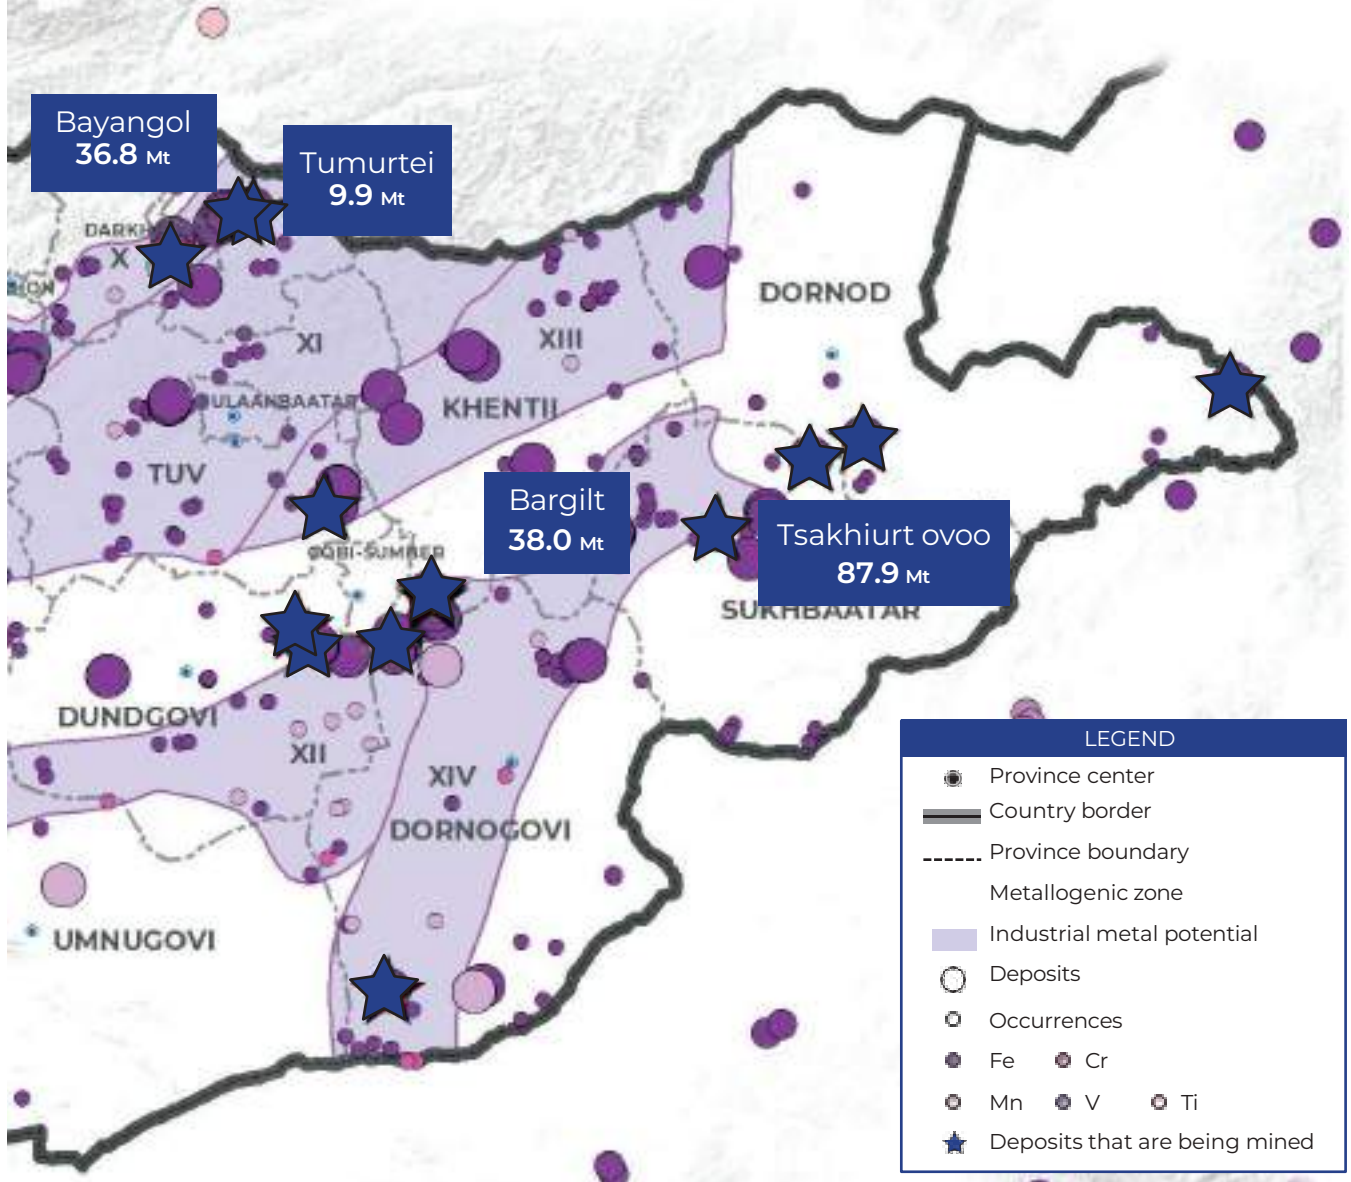 Bayangol
36.8 Mt
Tumurtei
9.9 Mt
X
DORNOD
XI
XIII
ULAANBAATAR
KHENTII
TUV
Bargilt
38.0 Mt
Tsakhiurt ovoo
87.9 Mt
GOBI-SUMBER
SUKHBAATAR
DUNDGOVI
XII
XIV
DORNOGOVI
UMNUGOVI
LEGEND
Province center
Country border
Province boundary
Metallogenic zone
Industrial metal potential
Deposits
Occurrences
Fe Cr
Mn V Ti
Deposits that are being mined